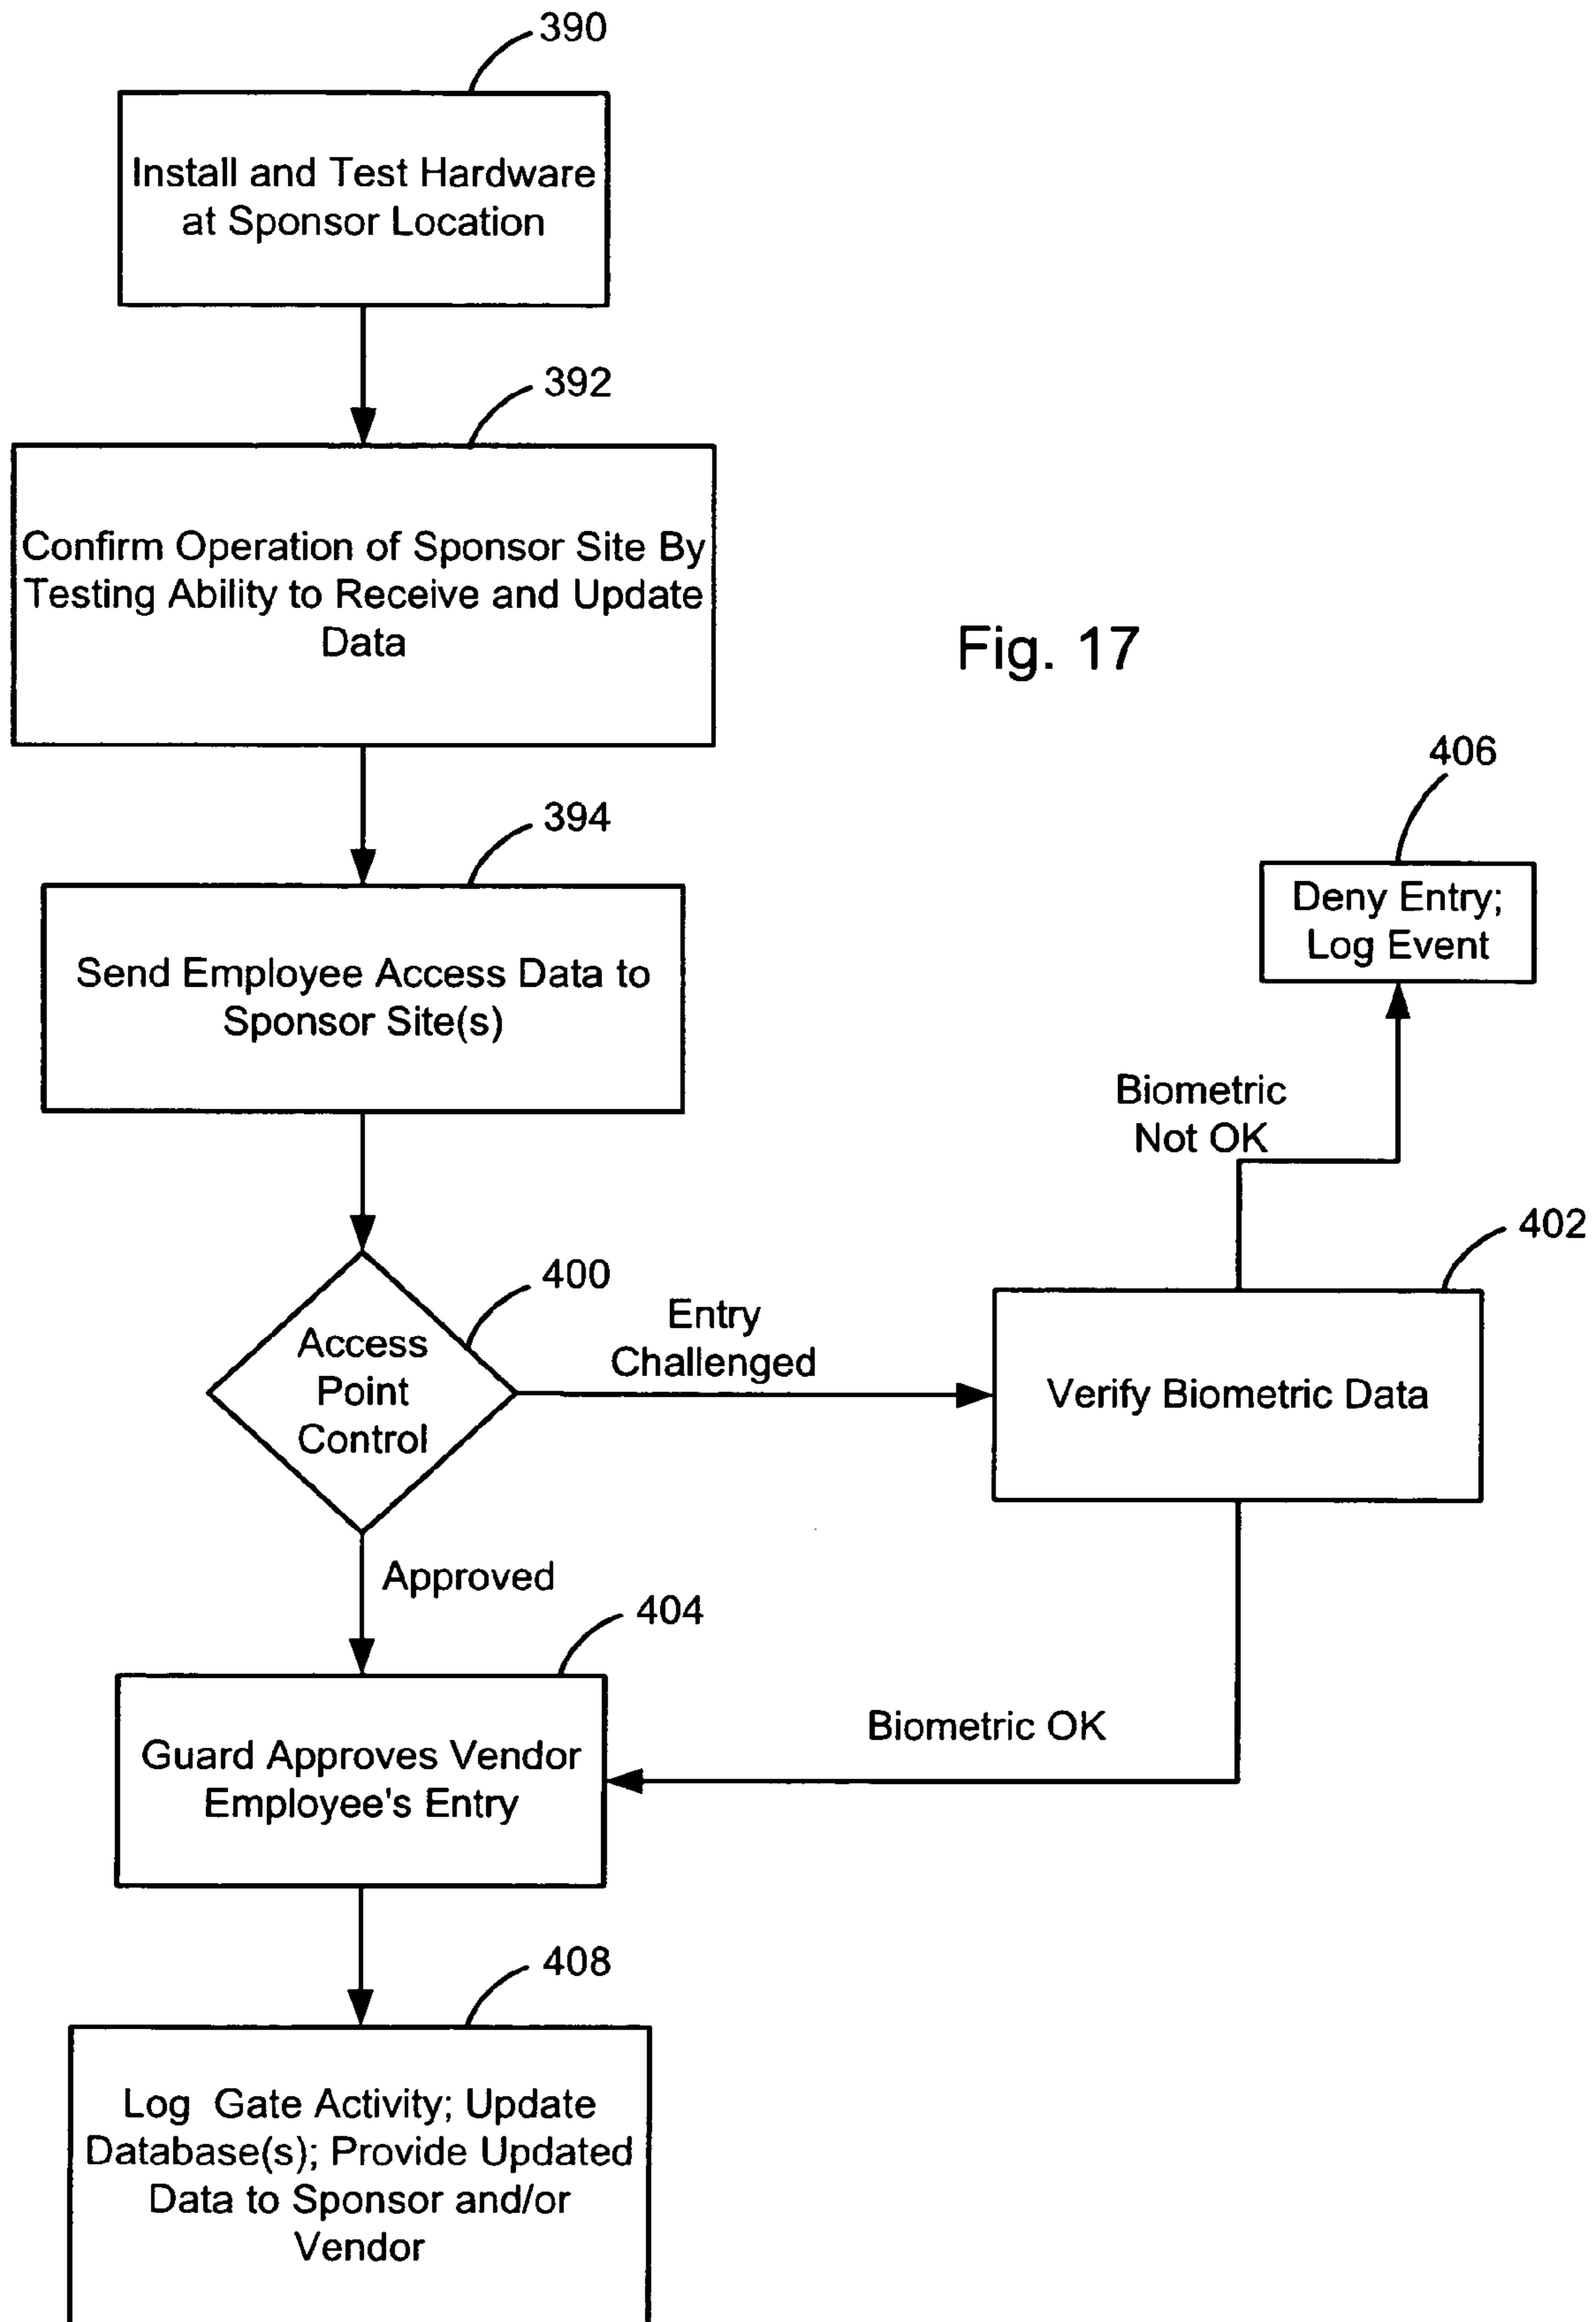 390
Install and Test Hardware
at Sponsor Location
392
Confirm Operation of Sponsor Site By
Testing Ability to Receive and Update
Data
Fig. 17
394
Send Employee Access Data to
Sponsor Site(s)
406
Deny Entry;
Log Event
Biometric
Not OK
402
400
Access
Point
Control
Entry
Challenged
Verify Biometric Data
Approved
404
Guard Approves Vendor
Employee's Entry
Biometric OK
408
Log Gate Activity; Update
Database(s); Provide Updated
Data to Sponsor and/or
Vendor